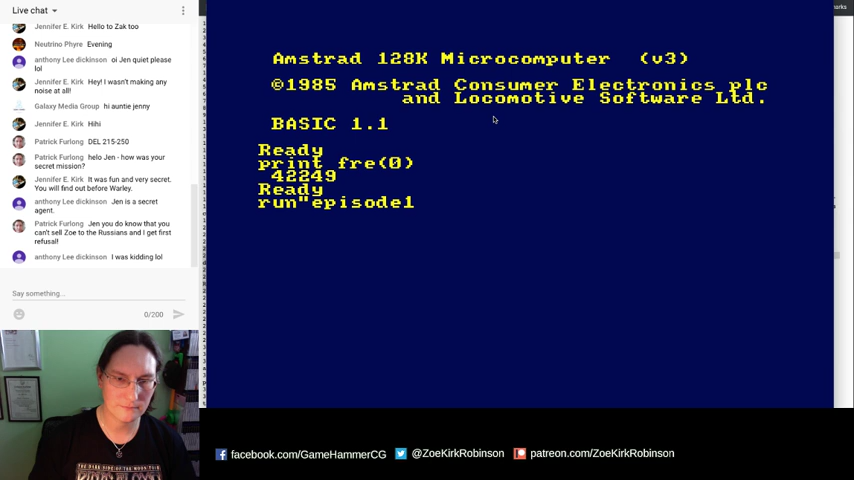 Live chat
Jennifer E. Kirk Hello to Zak too
Neutrino Phyre Evening
anthony Lee dickinson oi Jen quiet please
lol
Jennifer E. Kirk Hey! I wasn't making any
noise at all!
Galaxy Media Group hi auntie jenny
Jennifer E. Kirk Hihi
Patrick Furlong DEL 215-250
Patrick Furlong helo Jen - how was your
secret mission?
Jennifer E. Kirk It was fun and very secret.
You will find out before Warley.
anthony Lee dickinson Jen is a secret
agent.
Patrick Furlong Jen you do know that you
can't sell Zoe to the Russians and I get first
refusal!
anthony Lee dickinson I was kidding lol
Say something...
0/200
Amstrad 128K Microcomputer (v3)
©1985 Amstrad Consumer Electronics plc
and Locomotive Software Ltd.
BASIC 1.1
Ready
print fre(0)
42249
Ready
run"episode1
facebook.com/GameHammerCG @ZoeKirkRobinson patreon.com/ZoeKirkRobinson